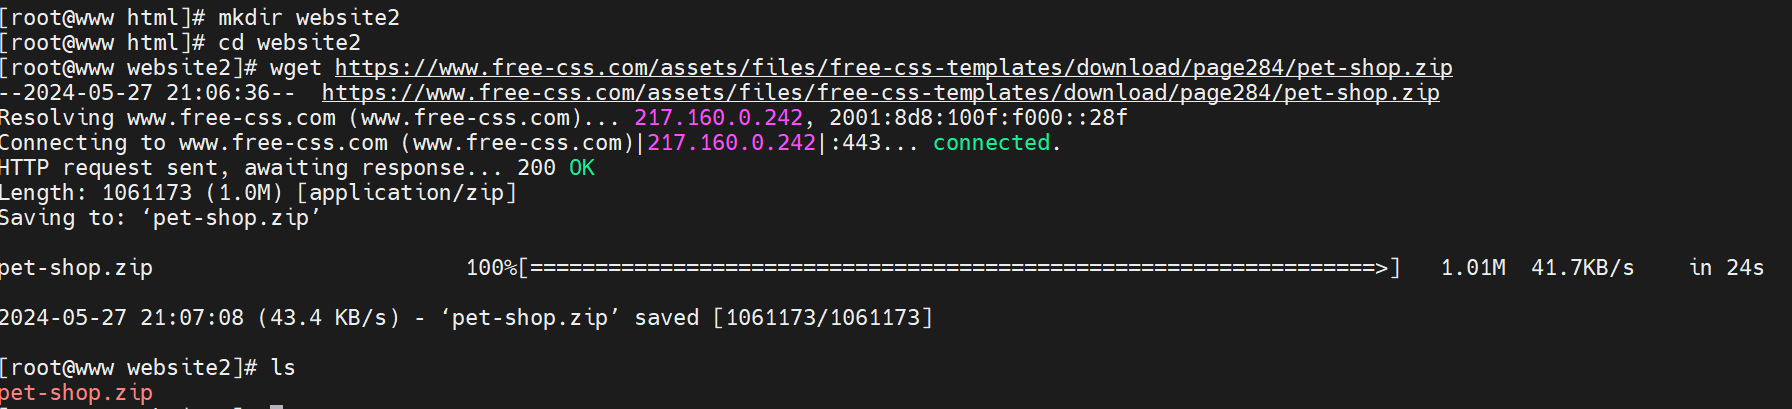 [root@www html]# mkdir website2
[root@www html]# cd website2
[root@www website2]# wget https://www.free-css.com/assets/files/free-css-templates/download/page284/pet-shop.zip
--2024-05-27 21:06:36--  https://www.free-css.com/assets/files/free-css-templates/download/page284/pet-shop.zip
Resolving www.free-css.com (www.free-css.com)... 217.160.0.242, 2001:8d8:100f:f000::28f
Connecting to www.free-css.com (www.free-css.com)|217.160.0.242|:443... connected.
HTTP request sent, awaiting response... 200 OK
Length: 1061173 (1.0M) [application/zip]
Saving to: ‘pet-shop.zip’
pet-shop.zip 100%[=================================================================>] 1.01M 41.7KB/s in 24s
2024-05-27 21:07:08 (43.4 KB/s) - ‘pet-shop.zip’ saved [1061173/1061173]
[root@www website2]# ls
pet-shop.zip